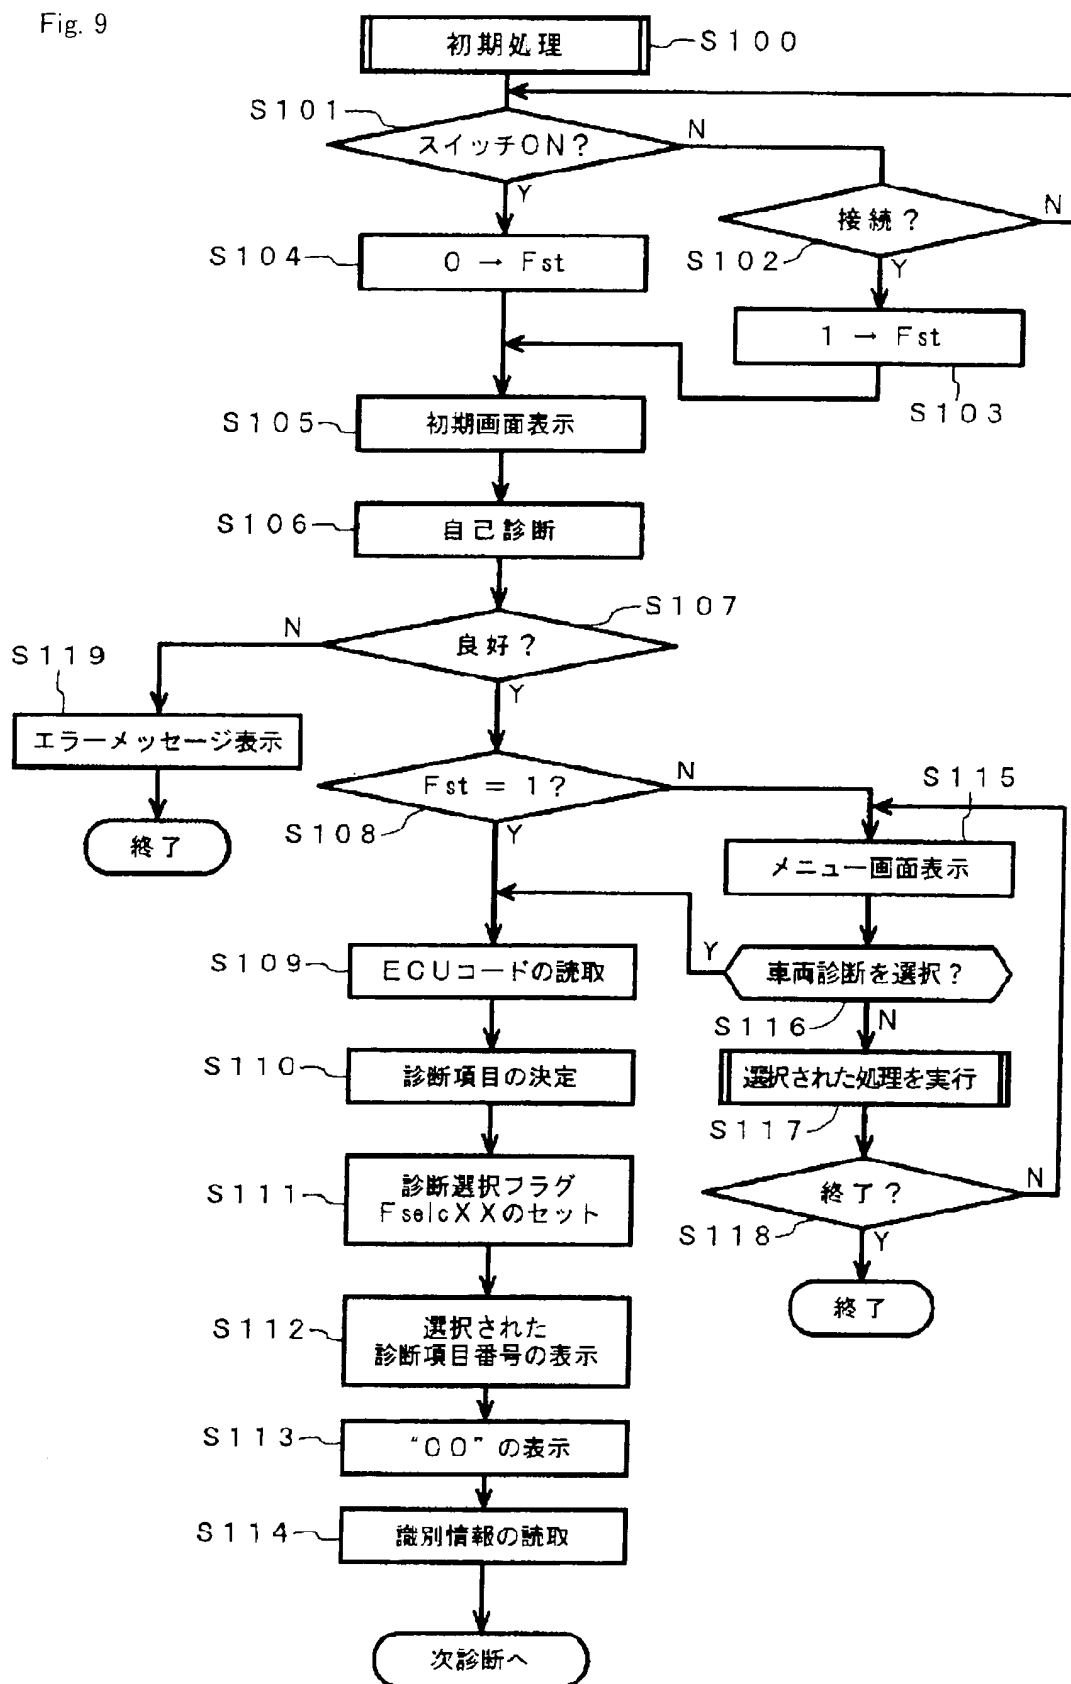 Fig. 9
初期処理
S100
S101
スイッチON?
N
Y
接続?
N
S102
Y
S104
0 → Fst
1 → Fst
S103
S105
初期画面表示
S106
自己診断
S107
良好?
N
Y
S119
エラーメッセージ表示
終了
Fst = 1?
N
S108
Y
S115
メニュー画面表示
S109
ECUコードの読取
Y
車両診断を選択?
S116
N
S110
診断項目の決定
選択された処理を実行
S117
S111
診断選択フラグ
FselcXXのセット
終了?
N
S118
Y
終了
S112
選択された
診断項目番号の表示
S113
“00”の表示
S114
識別情報の読取
次診断へ